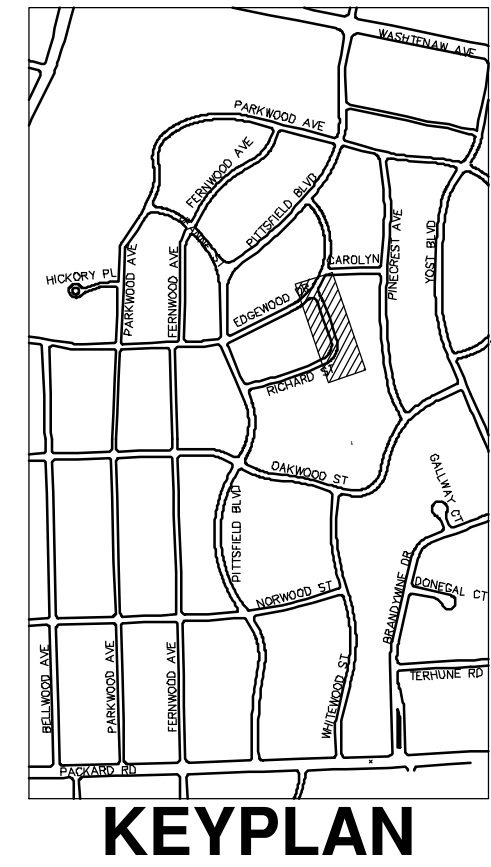 WASHTENAW AVE
PARKWOOD AVE
FERNWOOD AVE
PITTSFIELD BLVD
PINECREST AVE
YOST BLVD
CAROLYN
HICKORY PL
PARKWOOD AVE
FERNWOOD AVE
EDGEWOOD DR
RICHARD ST
OAKWOOD ST
GALLWAY CT
PITTSFIELD BLVD
BRANDYWINE DR
DONEGAL CT
NORWOOD ST
BELLWOOD AVE
PARKWOOD AVE
FERNWOOD AVE
WHITEWOOD ST
TERHUNE RD
PACKARD RD
KEYPLAN